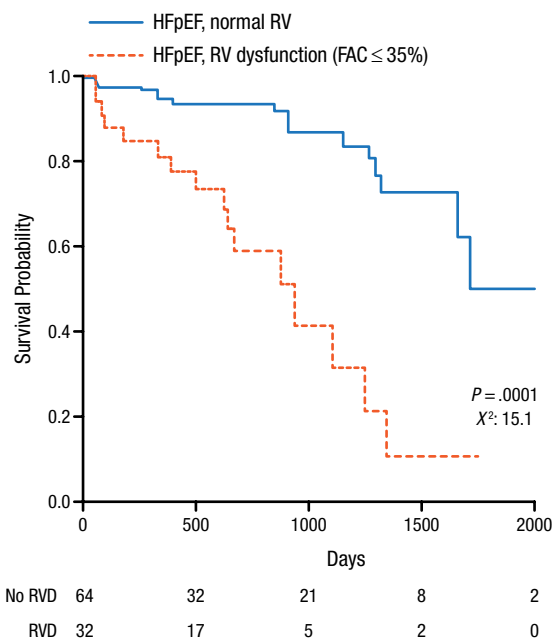 HFpEF, normal RV
HFpEF, RV dysfunction (FAC ≤ 35%)
1.0
0.8
0.6
0.4
0.2
0.0
Survival Probability
P = .0001
X²: 15.1
0 500 1000 1500 2000
Days
No RVD 64 32 21 8 2
RVD 32 17 5 2 0